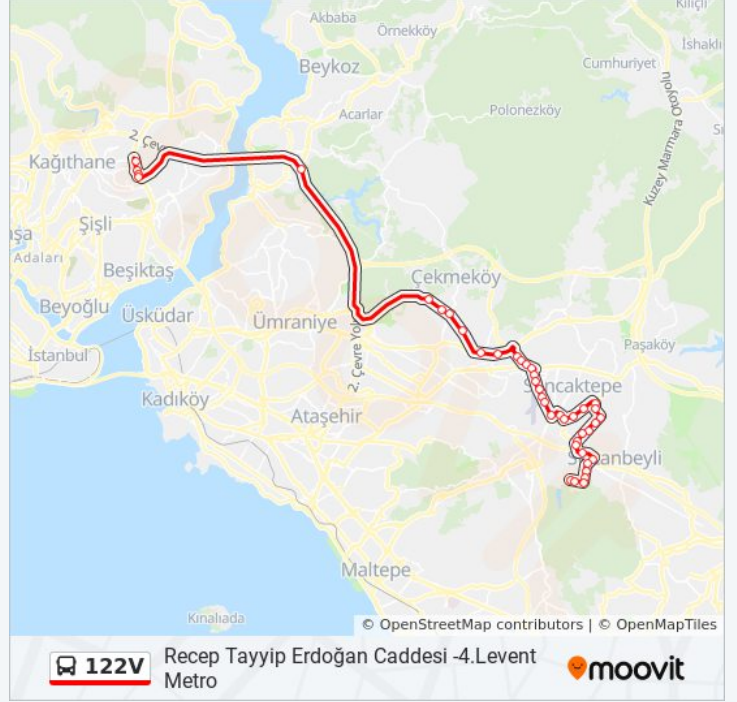 Akbaba
Örnekköy
Kılıçlı
İshaklı
Beykoz
Cumhuriyet
Acarlar
Polonezköy
Kuzey Marmara Otoyolu
Kağıthane
2. Çev
Şişli
şa
Adaları
Beşiktaş
Çekmeköy
Beyoğlu
Üsküdar
Ümraniye
2. Çevre Yolu
İstanbul
Paşaköy
Kadıköy
Ataşehir
Sancaktepe
Sultanbeyli
Maltepe
Kınalıada
© OpenStreetMap contributors | © OpenMapTiles
122V
Recep Tayyip Erdoğan Caddesi -4.Levent
Metro
moovit